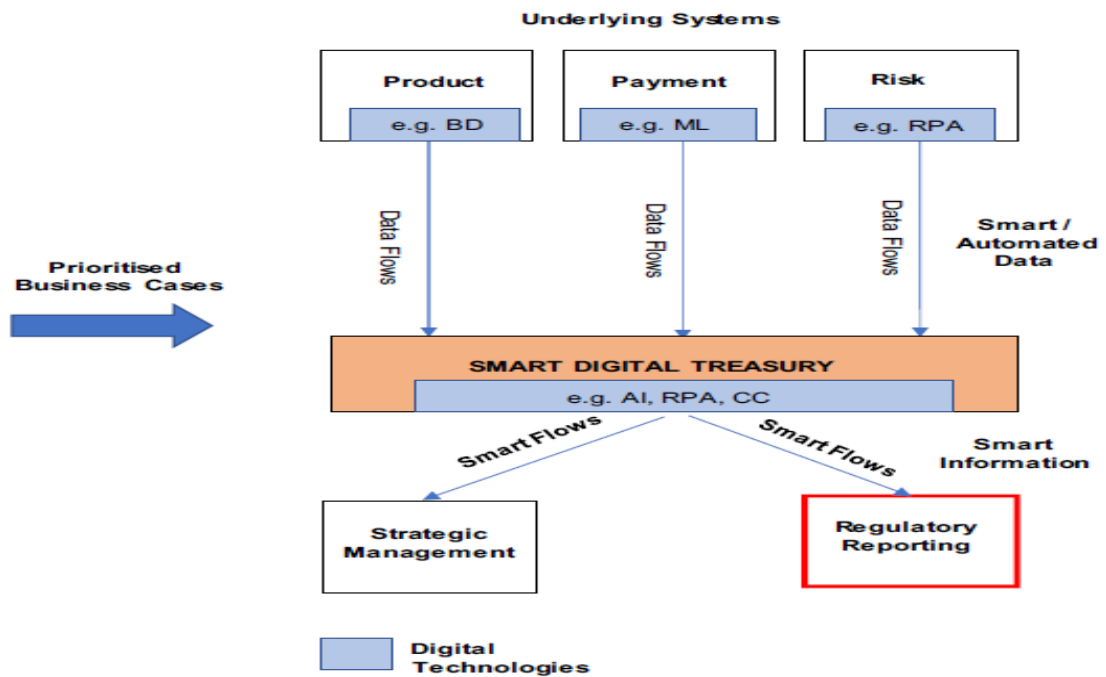 Underlying Systems
Product
Payment
Risk
e.g. BD
e.g. ML
e.g. RPA
Data Flows
Data Flows
Data Flows
Smart /
Automated
Data
Prioritised
Business Cases
SMART DIGITAL TREASURY
e.g. AI, RPA, CC
Smart Flows
Smart Flows
Smart
Information
Strategic
Management
Regulatory
Reporting
Digital
Technologies